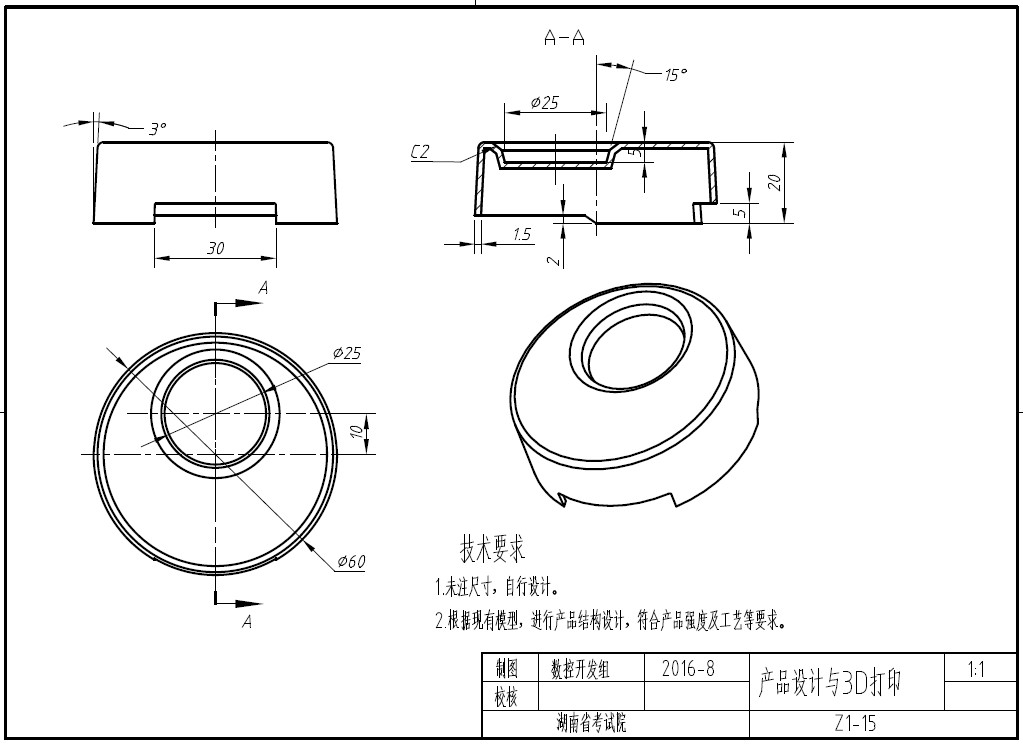 A-A
15°
φ25
3°
C2
5
20
5
1.5
2
30
A
φ25
10
φ60
A
技术要求
1.未注尺寸，自行设计。
2.根据现有模型，进行产品结构设计，符合产品强度及工艺等要求。
制图 数控开发组 2016-8 产品设计与3D打印 1:1
校核
湖南省考试院 Z1-15